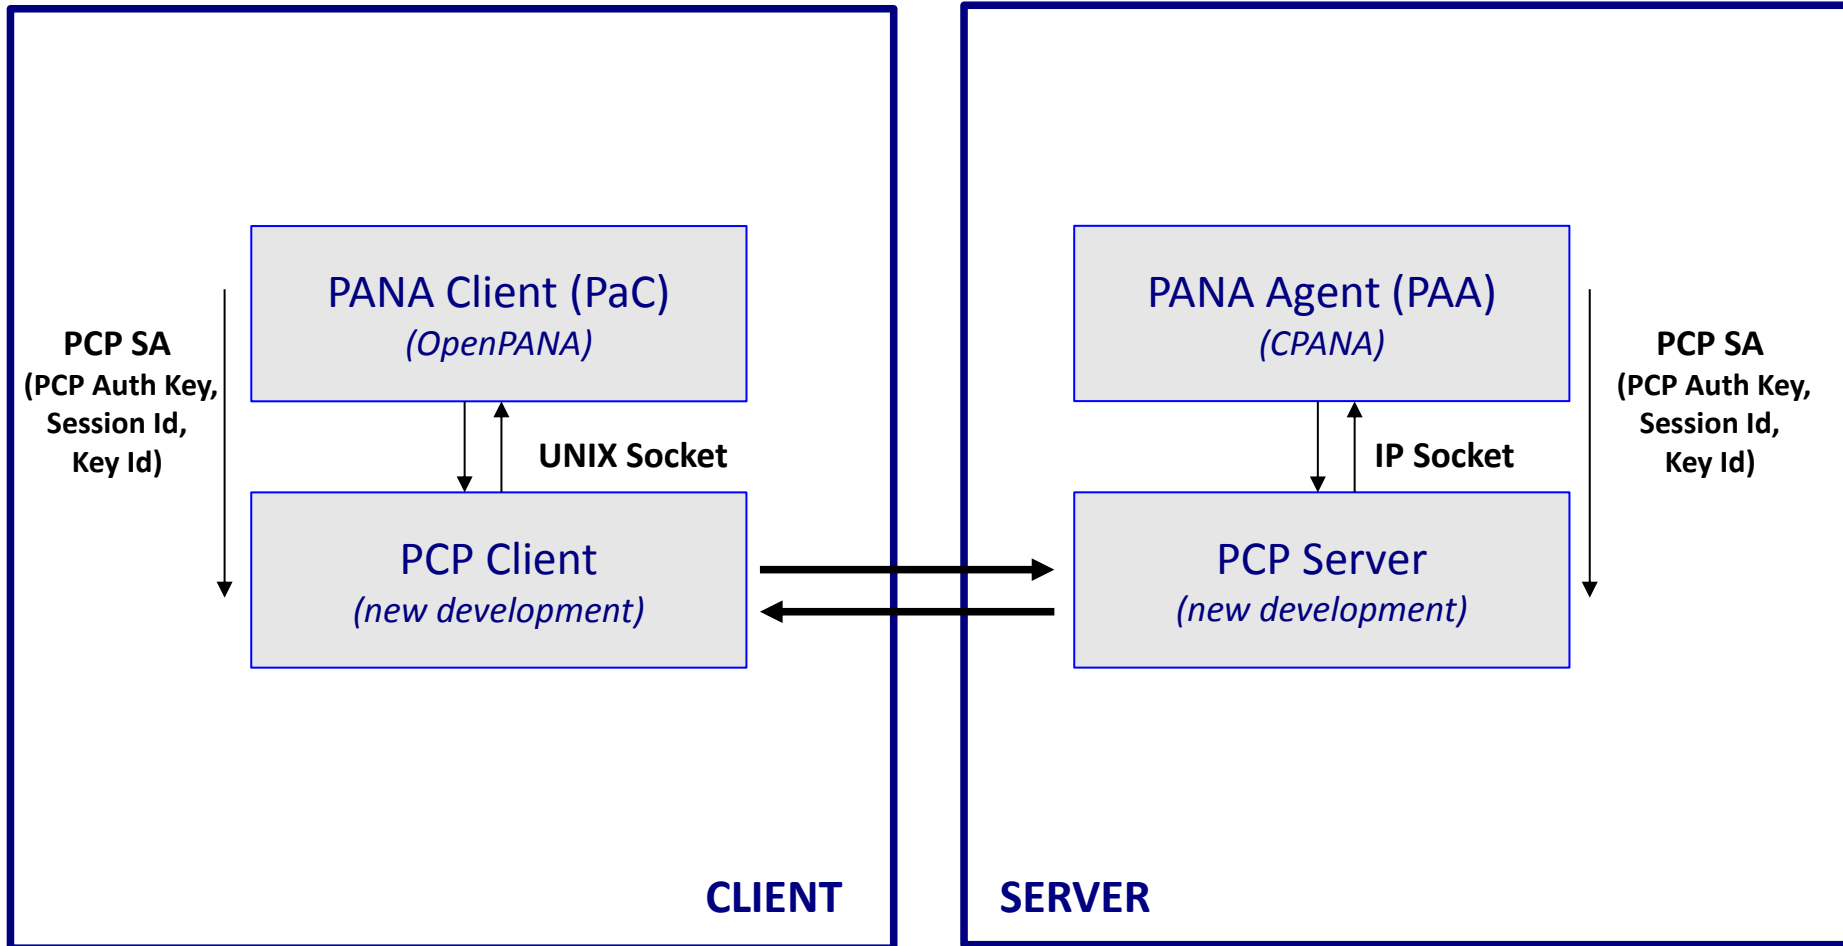 PANA Client (PaC)
(OpenPANA)
PCP SA
(PCP Auth Key,
Session Id,
Key Id)
UNIX Socket
PCP Client
(new development)
CLIENT
PANA Agent (PAA)
(CPANA)
PCP SA
(PCP Auth Key,
Session Id,
Key Id)
IP Socket
PCP Server
(new development)
SERVER